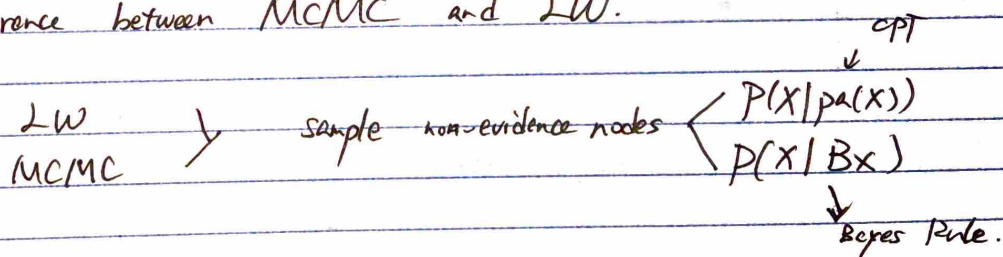 rence between MCMC and LW.
CPT
LW
MCMC
sample non-evidence nodes
P(X|pa(X))
P(X|Bx)
Bayes Rule.